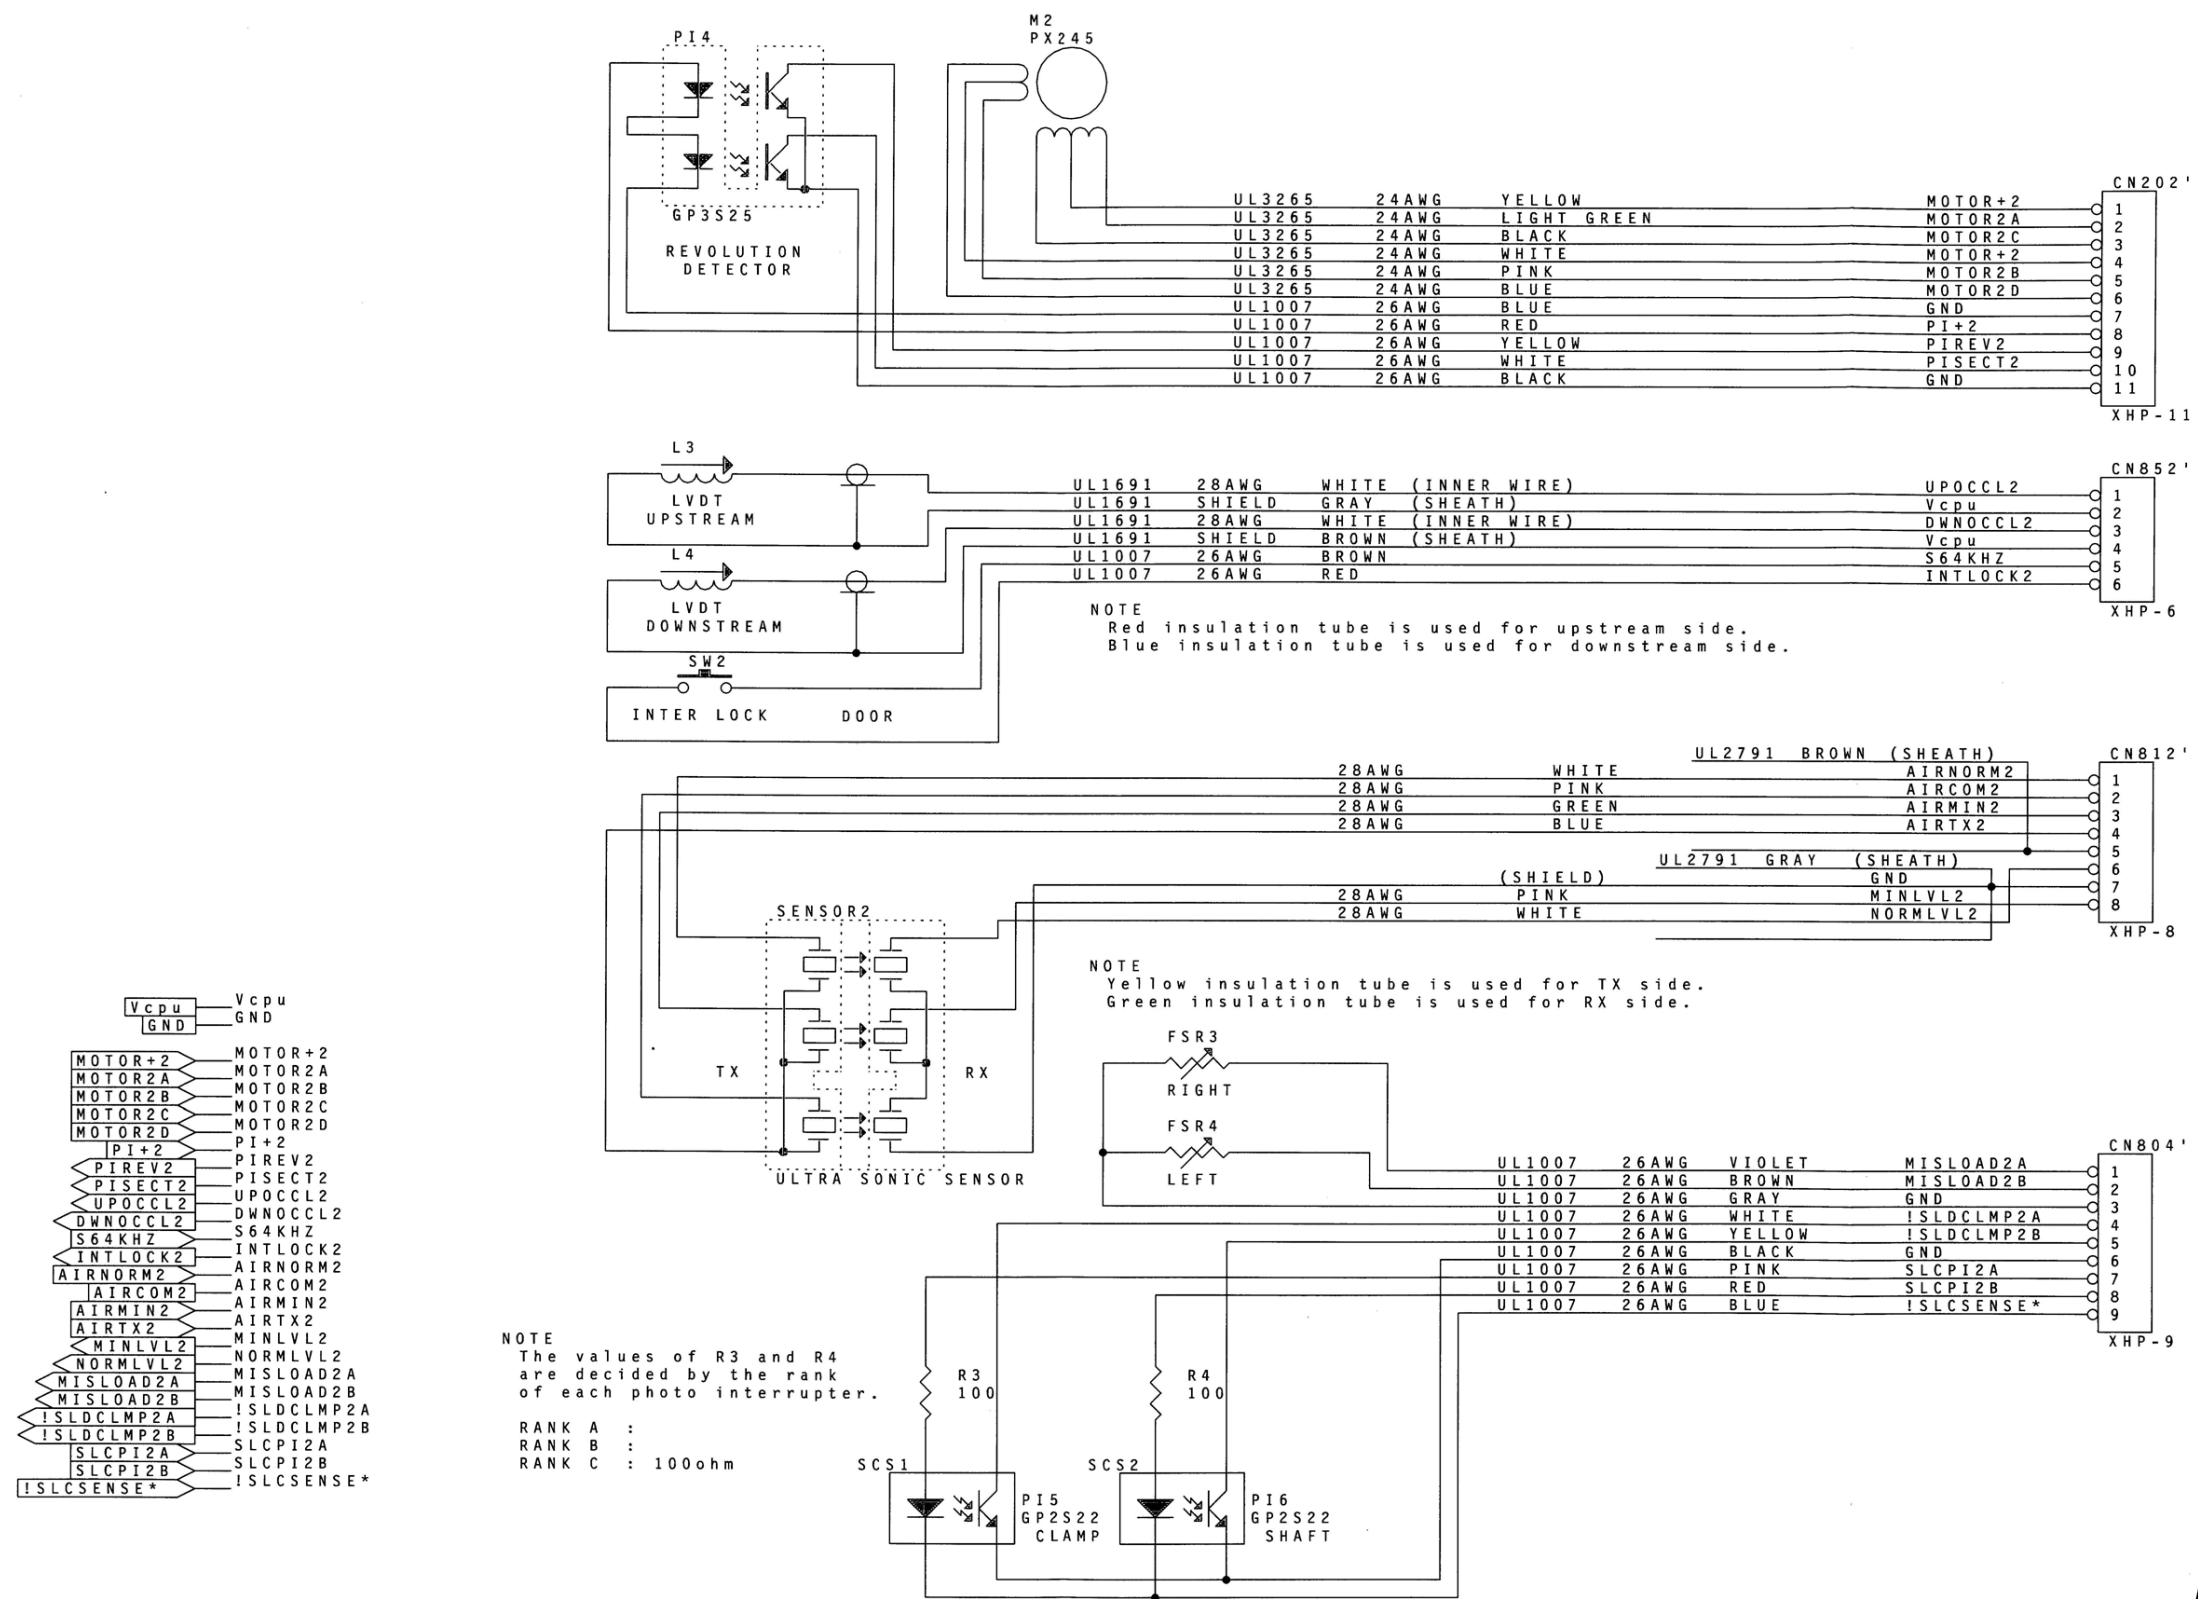 M2
PX245
PI4
GP3S25
REVOLUTION
DETECTOR
CN202'
UL3265 24AWG YELLOW MOTOR+2 1
UL3265 24AWG LIGHT GREEN MOTOR2A 2
UL3265 24AWG BLACK MOTOR2C 3
UL3265 24AWG WHITE MOTOR+2 4
UL3265 24AWG PINK MOTOR2B 5
UL3265 24AWG BLUE MOTOR2D 6
UL1007 26AWG BLUE GND 7
UL1007 26AWG RED PI+2 8
UL1007 26AWG YELLOW PIREV2 9
UL1007 26AWG WHITE PISECT2 10
UL1007 26AWG BLACK GND 11
XHP-11
L3
LVDT
UPSTREAM
L4
LVDT
DOWNSTREAM
SW2
INTER LOCK DOOR
CN852'
UL1691 28AWG WHITE (INNER WIRE) UPOCCL2 1
UL1691 SHIELD GRAY (SHEATH) Vcpu 2
UL1691 28AWG WHITE (INNER WIRE) DWNOCCL2 3
UL1691 SHIELD BROWN (SHEATH) Vcpu 4
UL1007 26AWG BROWN S64KHZ 5
UL1007 26AWG RED INTLOCK2 6
XHP-6
NOTE
Red insulation tube is used for upstream side.
Blue insulation tube is used for downstream side.
UL2791 BROWN (SHEATH) CN812'
28AWG WHITE AIRNORM2 1
28AWG PINK AIRCOM2 2
28AWG GREEN AIRMIN2 3
28AWG BLUE AIRTX2 4
5
UL2791 GRAY (SHEATH) 6
(SHIELD) GND 7
28AWG PINK MINLVL2 8
28AWG WHITE NORMLVL2
XHP-8
SENSOR2
TX
RX
ULTRA SONIC SENSOR
NOTE
Yellow insulation tube is used for TX side.
Green insulation tube is used for RX side.
FSR3
RIGHT
FSR4
LEFT
CN804'
UL1007 26AWG VIOLET MISLOAD2A 1
UL1007 26AWG BROWN MISLOAD2B 2
UL1007 26AWG GRAY GND 3
UL1007 26AWG WHITE !SLDCLMP2A 4
UL1007 26AWG YELLOW !SLDCLMP2B 5
UL1007 26AWG BLACK GND 6
UL1007 26AWG PINK SLCPI2A 7
UL1007 26AWG RED SLCPI2B 8
UL1007 26AWG BLUE !SLCSENSE* 9
XHP-9
Vcpu Vcpu
GND GND
MOTOR+2 MOTOR+2
MOTOR2A MOTOR2A
MOTOR2B MOTOR2B
MOTOR2C MOTOR2C
MOTOR2D MOTOR2D
PI+2 PI+2
PIREV2 PIREV2
PISECT2 PISECT2
UPOCCL2 UPOCCL2
DWNOCCL2 DWNOCCL2
S64KHZ S64KHZ
INTLOCK2 INTLOCK2
AIRNORM2 AIRNORM2
AIRCOM2 AIRCOM2
AIRMIN2 AIRMIN2
AIRTX2 AIRTX2
MINLVL2 MINLVL2
NORMLVL2 NORMLVL2
MISLOAD2A MISLOAD2A
MISLOAD2B MISLOAD2B
!SLDCLMP2A !SLDCLMP2A
!SLDCLMP2B !SLDCLMP2B
SLCPI2A SLCPI2A
SLCPI2B SLCPI2B
!SLCSENSE* !SLCSENSE*
NOTE
The values of R3 and R4
are decided by the rank
of each photo interrupter.
RANK A :
RANK B :
RANK C : 100ohm
R3
100
R4
100
SCS1
PI5
GP2S22
CLAMP
SCS2
PI6
GP2S22
SHAFT